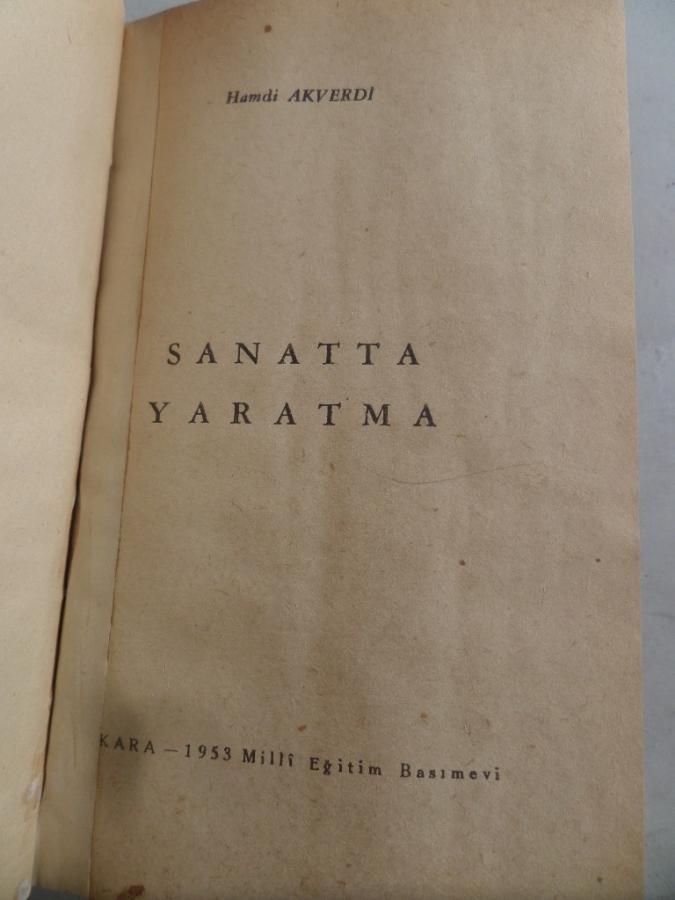 Hamdi AKVERDİ
SANATTA
YARATMA
KARA — 1953 Millî Eğitim Basımevi